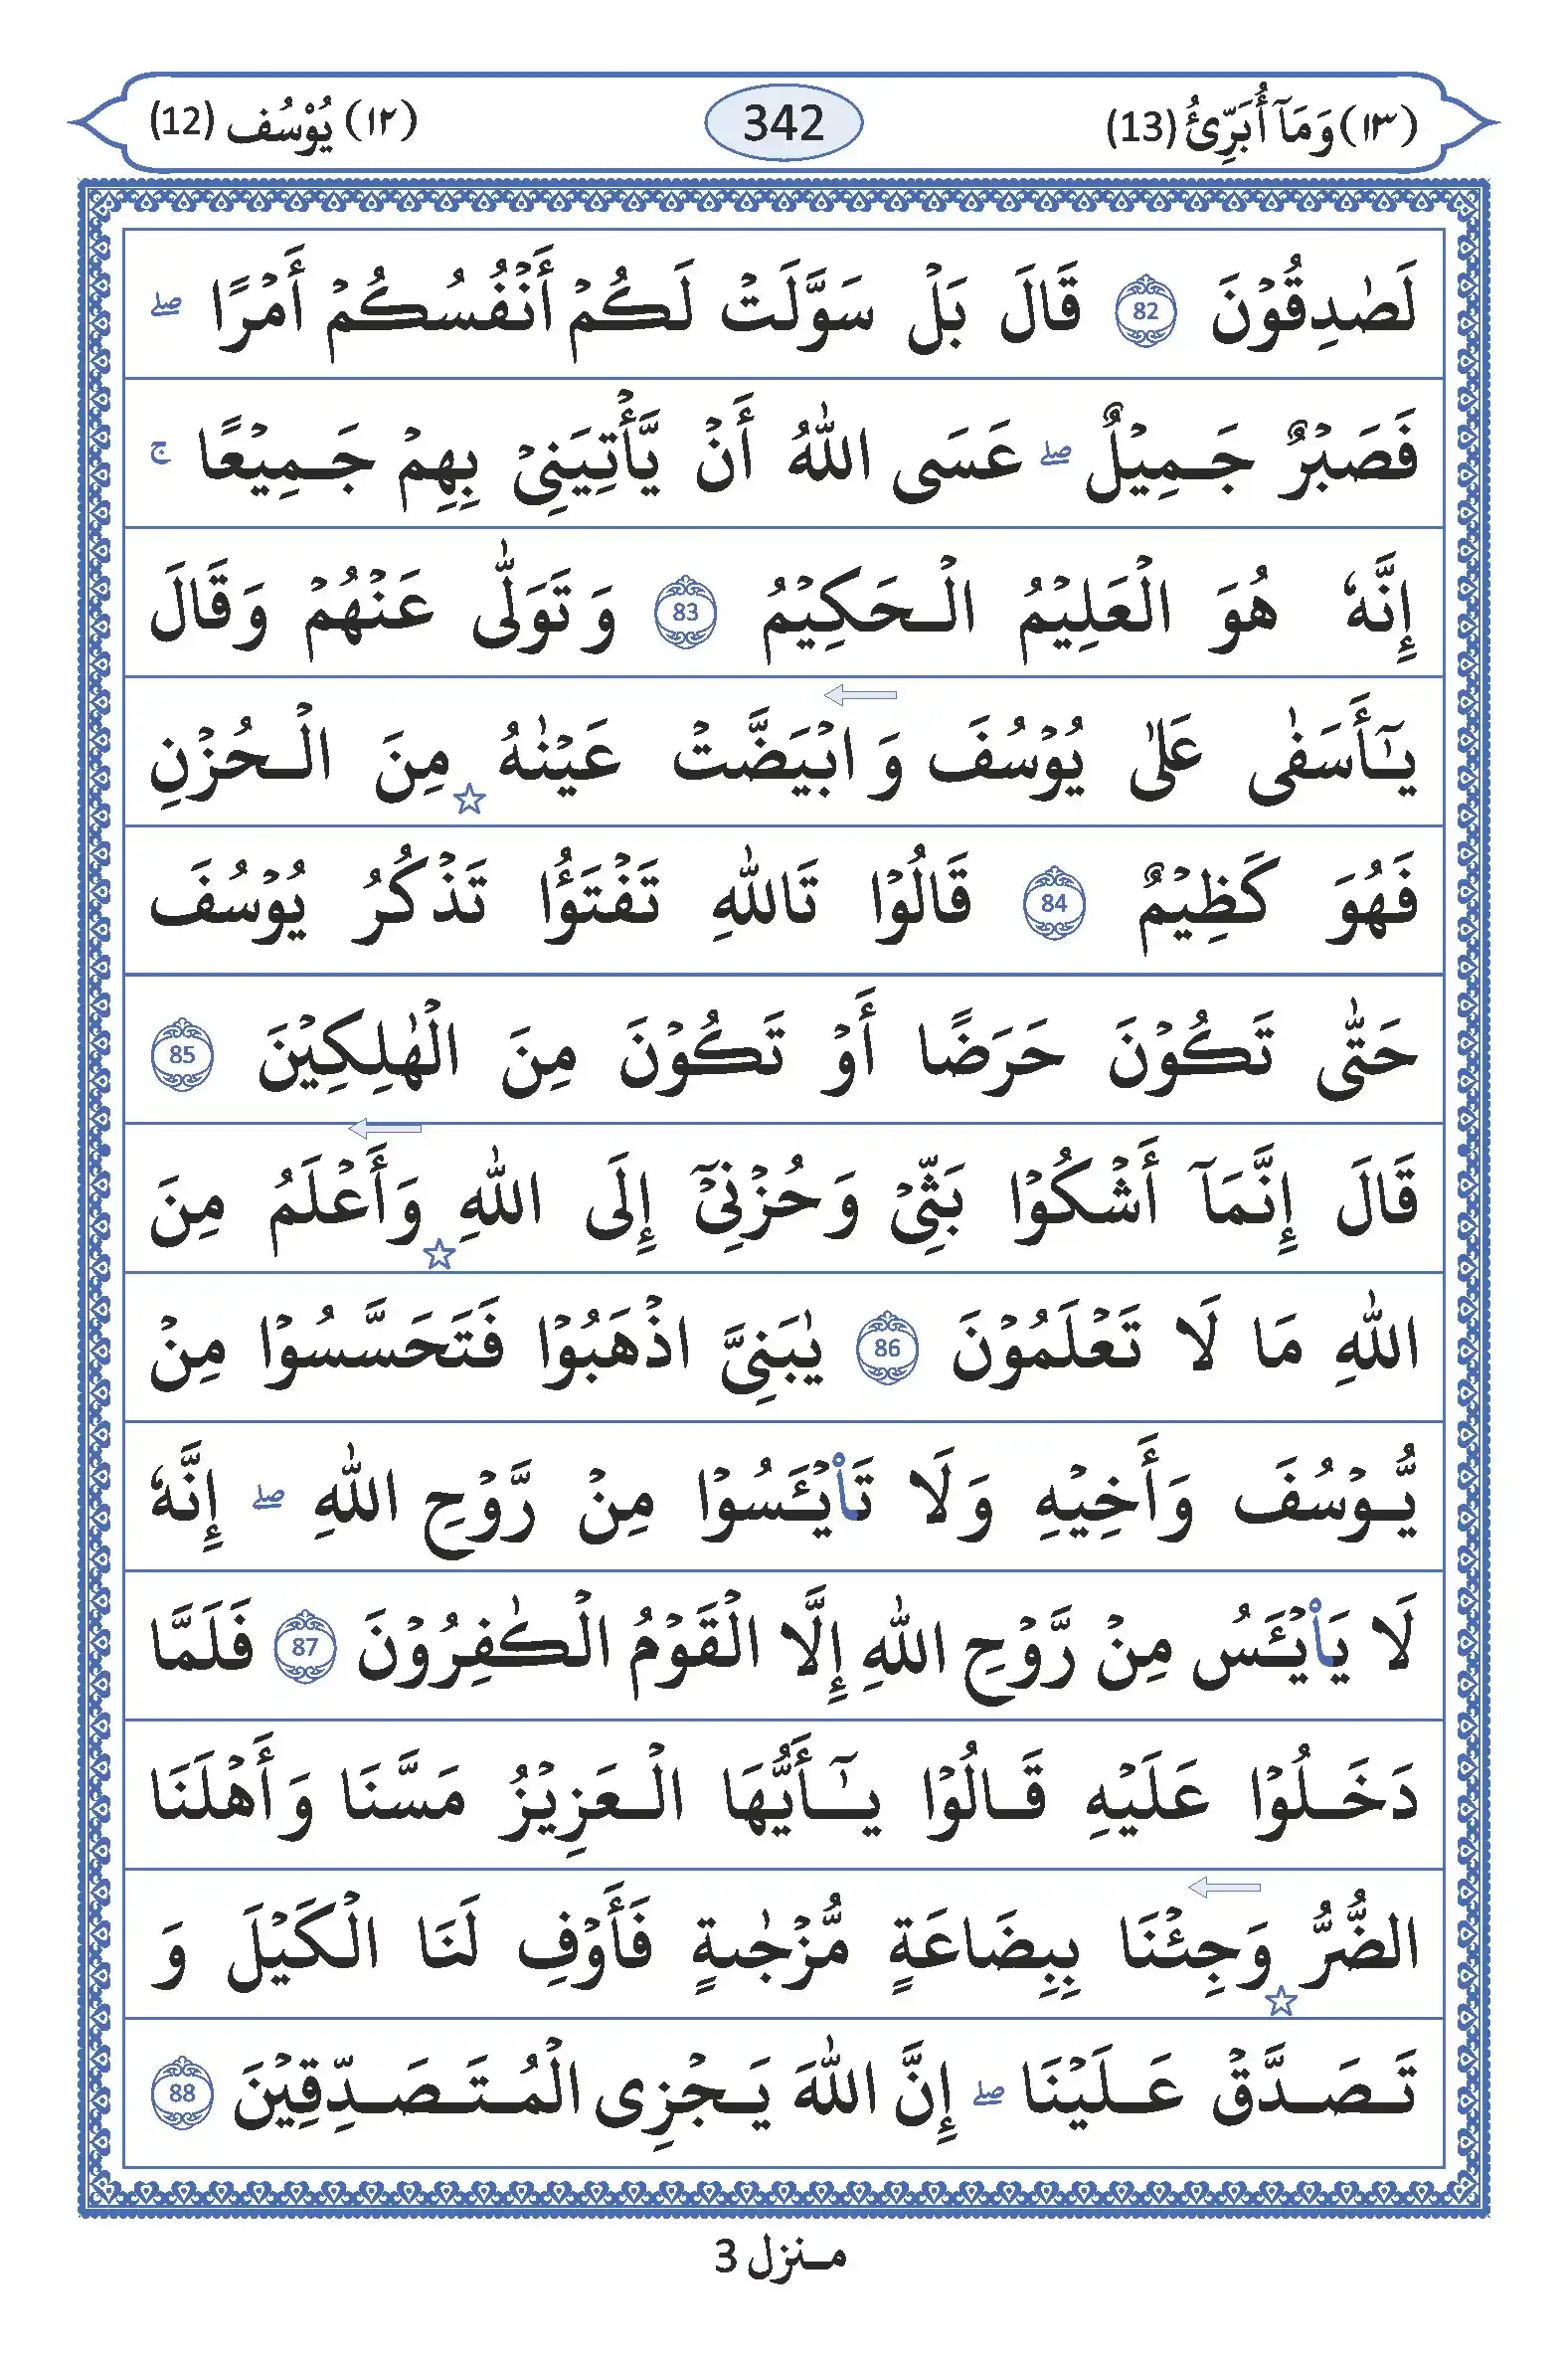 (١٣) وَمَآ أُبَرِّئُ (13) 342 (١٢) يُوْسُف (12)
لَصٰدِقُوْنَ 82 قَالَ بَلْ سَوَّلَتْ لَكُمْ أَنْفُسُكُمْ أَمْرًا ۖ
فَصَبْرٌ جَمِيْلٌ ۖ عَسَى اللّٰهُ أَنْ يَّأْتِيَنِيْ بِهِمْ جَمِيْعًا ۚ
إِنَّهٗ هُوَ الْعَلِيْمُ الْحَكِيْمُ 83 وَتَوَلّٰى عَنْهُمْ وَقَالَ
يٰٓأَسَفٰى عَلٰى يُوْسُفَ وَابْيَضَّتْ عَيْنٰهُ ☆ مِنَ الْحُزْنِ
فَهُوَ كَظِيْمٌ 84 قَالُوْا تَاللّٰهِ تَفْتَؤُا تَذْكُرُ يُوْسُفَ
حَتّٰى تَكُوْنَ حَرَضًا أَوْ تَكُوْنَ مِنَ الْهٰلِكِيْنَ 85
قَالَ إِنَّمَآ أَشْكُوْا بَثِّيْ وَحُزْنِيْٓ إِلَى اللّٰهِ ☆ وَأَعْلَمُ مِنَ
اللّٰهِ مَا لَا تَعْلَمُوْنَ 86 يٰبَنِيَّ اذْهَبُوْا فَتَحَسَّسُوْا مِنْ
يُّوْسُفَ وَأَخِيْهِ وَلَا تَا۟يْـَٔسُوْا مِنْ رَّوْحِ اللّٰهِ ۖ إِنَّهٗ
لَا يَا۟يْـَٔسُ مِنْ رَّوْحِ اللّٰهِ إِلَّا الْقَوْمُ الْكٰفِرُوْنَ 87 فَلَمَّا
دَخَلُوْا عَلَيْهِ قَالُوْا يٰٓأَيُّهَا الْعَزِيْزُ مَسَّنَا وَأَهْلَنَا
الضُّرُّ ☆ وَجِئْنَا بِبِضَاعَةٍ مُّزْجٰىةٍ فَأَوْفِ لَنَا الْكَيْلَ وَ
تَصَدَّقْ عَلَيْنَا ۖ إِنَّ اللّٰهَ يَجْزِى الْمُتَصَدِّقِيْنَ 88
منزل 3